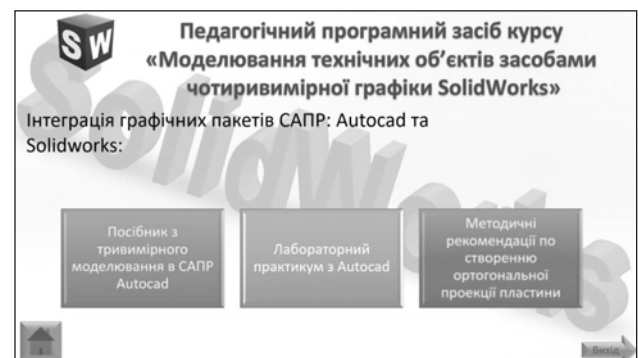 SW
Педагогічний програмний засіб курсу
«Моделювання технічних об’єктів засобами
чотиривимірної графіки SolidWorks»
Інтеграція графічних пакетів САПР: Autocad та
Solidworks:
Посібник з
тривимірного
моделювання в САПР
Autocad
Лабораторний
практикум з Autocad
Методичні
рекомендації по
створенню
ортогональної
проекції пластини
SolidWorks
Вихід